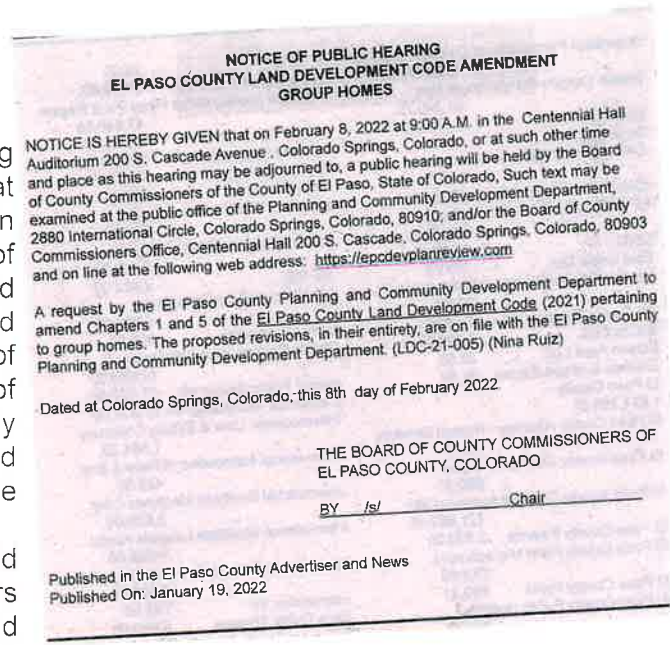 NOTICE OF PUBLIC HEARING
EL PASO COUNTY LAND DEVELOPMENT CODE AMENDMENT
GROUP HOMES
NOTICE IS HEREBY GIVEN that on February 8, 2022 at 9:00 A.M. in the Centennial Hall
Auditorium 200 S. Cascade Avenue , Colorado Springs, Colorado, or at such other time
and place as this hearing may be adjourned to, a public hearing will be held by the Board
of County Commissioners of the County of El Paso, State of Colorado, Such text may be
examined at the public office of the Planning and Community Development Department,
2880 International Circle, Colorado Springs, Colorado, 80910; and/or the Board of County
Commissioners Office, Centennial Hall 200 S. Cascade, Colorado Springs, Colorado, 80903
and on line at the following web address: https://epcdevplanreview.com
A request by the El Paso County Planning and Community Development Department to
amend Chapters 1 and 5 of the El Paso County Land Development Code (2021) pertaining
to group homes. The proposed revisions, in their entirety, are on file with the El Paso County
Planning and Community Development Department. (LDC-21-005) (Nina Ruiz)
Dated at Colorado Springs, Colorado, this 8th day of February 2022
THE BOARD OF COUNTY COMMISSIONERS OF
EL PASO COUNTY, COLORADO
BY /s/ Chair
Published in the El Paso County Advertiser and News
Published On: January 19, 2022